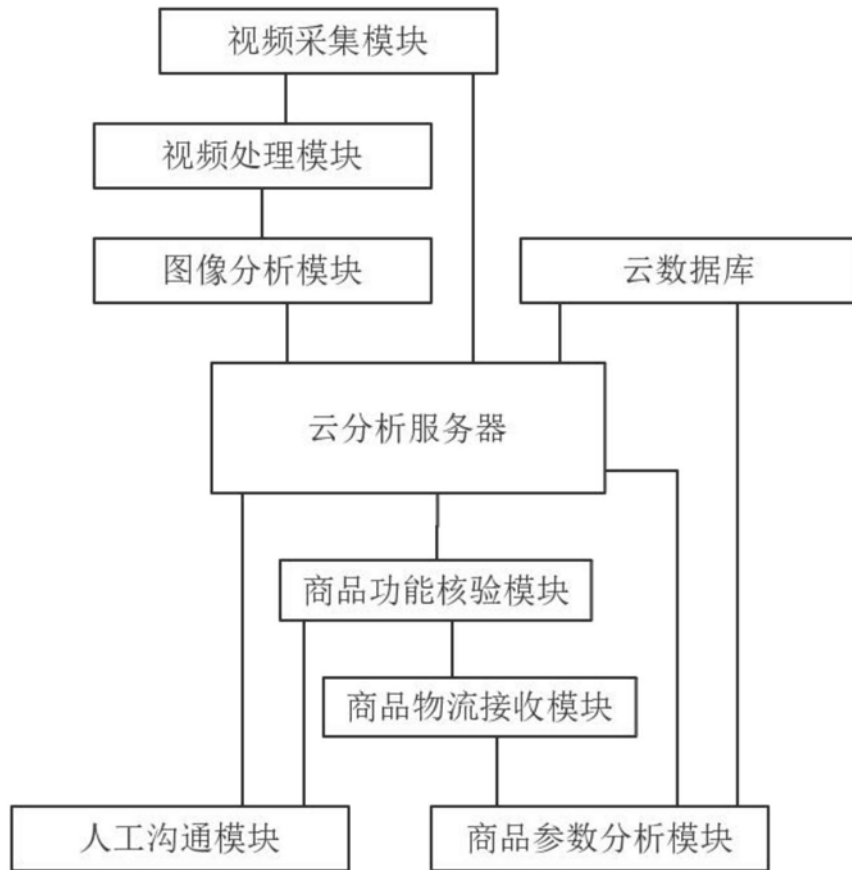 视频采集模块
视频处理模块
图像分析模块
云数据库
云分析服务器
商品功能核验模块
商品物流接收模块
人工沟通模块
商品参数分析模块